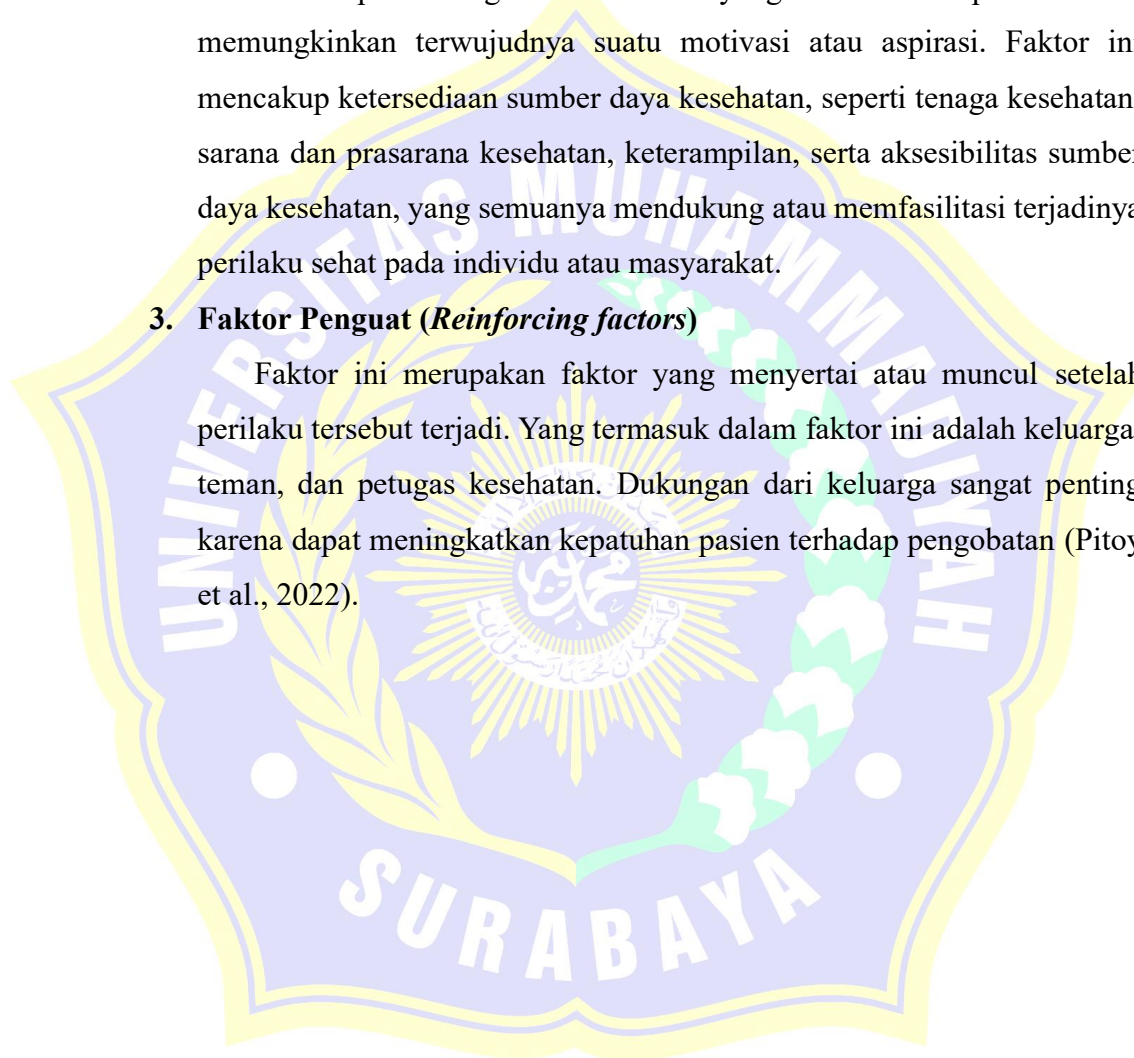 memungkinkan terwujudnya suatu motivasi atau aspirasi. Faktor ini
mencakup ketersediaan sumber daya kesehatan, seperti tenaga kesehatan
sarana dan prasarana kesehatan, keterampilan, serta aksesibilitas sumber
daya kesehatan, yang semuanya mendukung atau memfasilitasi terjadinya
perilaku sehat pada individu atau masyarakat.
3. Faktor Penguat (Reinforcing factors)
Faktor ini merupakan faktor yang menyertai atau muncul setelah
perilaku tersebut terjadi. Yang termasuk dalam faktor ini adalah keluarga
teman, dan petugas kesehatan. Dukungan dari keluarga sangat penting
karena dapat meningkatkan kepatuhan pasien terhadap pengobatan (Pitoy
et al., 2022).
UNIVERSITAS MUHAMMADIYAH
SURABAYA